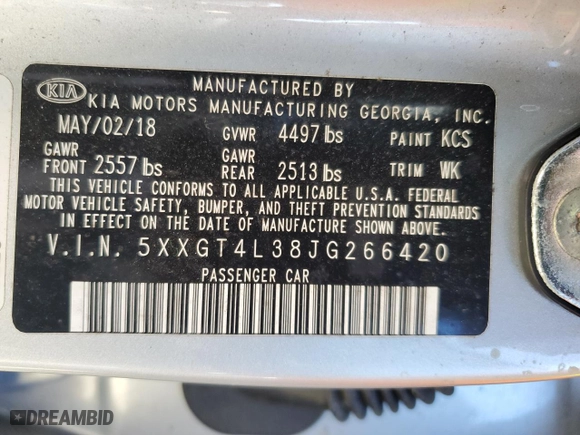 MANUFACTURED BY
KIA KIA MOTORS MANUFACTURING GEORGIA, INC.
MAY/02/18 GVWR 4497 lbs PAINT KCS
GAWR FRONT 2557 lbs GAWR REAR 2513 lbs TRIM WK
THIS VEHICLE CONFORMS TO ALL APPLICABLE U.S.A. FEDERAL
MOTOR VEHICLE SAFETY, BUMPER, AND THEFT PREVENTION STANDARDS
IN EFFECT ON THE DATE OF MANUFACTURE SHOWN ABOVE.
V.I.N. 5XXGT4L38JG266420
PASSENGER CAR
DREAMBID